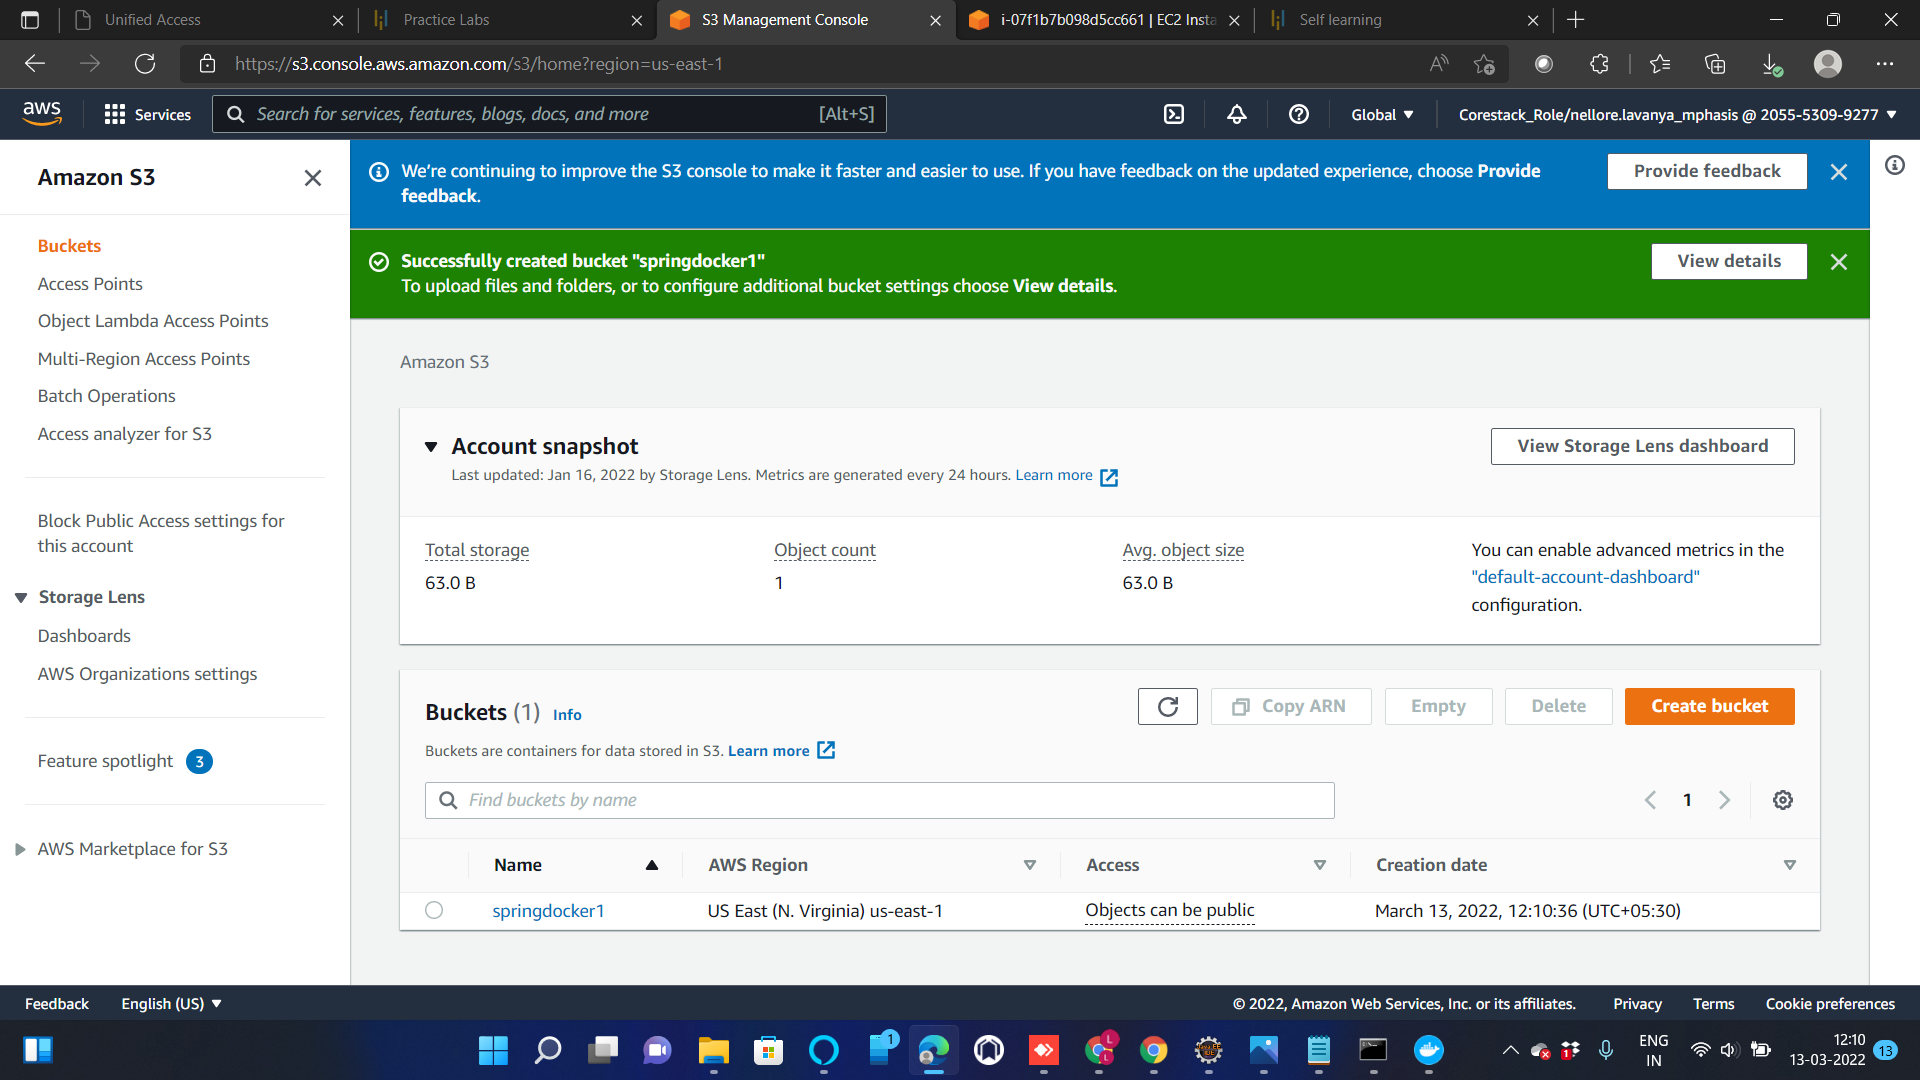 Unified Access
Practice Labs
S3 Management Console
i-07f1b7b098d5cc661 | EC2 Insta
Self learning
https://s3.console.aws.amazon.com/s3/home?region=us-east-1
aws
Services
Search for services, features, blogs, docs, and more
[Alt+S]
Global
Corestack_Role/nellore.lavanya_mphasis @ 2055-5309-9277
Amazon S3
Buckets
Access Points
Object Lambda Access Points
Multi-Region Access Points
Batch Operations
Access analyzer for S3
Block Public Access settings for
this account
Storage Lens
Dashboards
AWS Organizations settings
Feature spotlight 3
AWS Marketplace for S3
We're continuing to improve the S3 console to make it faster and easier to use. If you have feedback on the updated experience, choose Provide
feedback.
Provide feedback
Successfully created bucket "springdocker1"
To upload files and folders, or to configure additional bucket settings choose View details.
View details
Amazon S3
Account snapshot
Last updated: Jan 16, 2022 by Storage Lens. Metrics are generated every 24 hours. Learn more
View Storage Lens dashboard
Total storage
63.0 B
Object count
1
Avg. object size
63.0 B
You can enable advanced metrics in the
"default-account-dashboard"
configuration.
Buckets (1) Info
Buckets are containers for data stored in S3. Learn more
Copy ARN
Empty
Delete
Create bucket
Find buckets by name
1
Name
AWS Region
Access
Creation date
springdocker1
US East (N. Virginia) us-east-1
Objects can be public
March 13, 2022, 12:10:36 (UTC+05:30)
Feedback
English (US)
© 2022, Amazon Web Services, Inc. or its affiliates.
Privacy
Terms
Cookie preferences
1
L
L
1
ENG
IN
12:10
13-03-2022
13